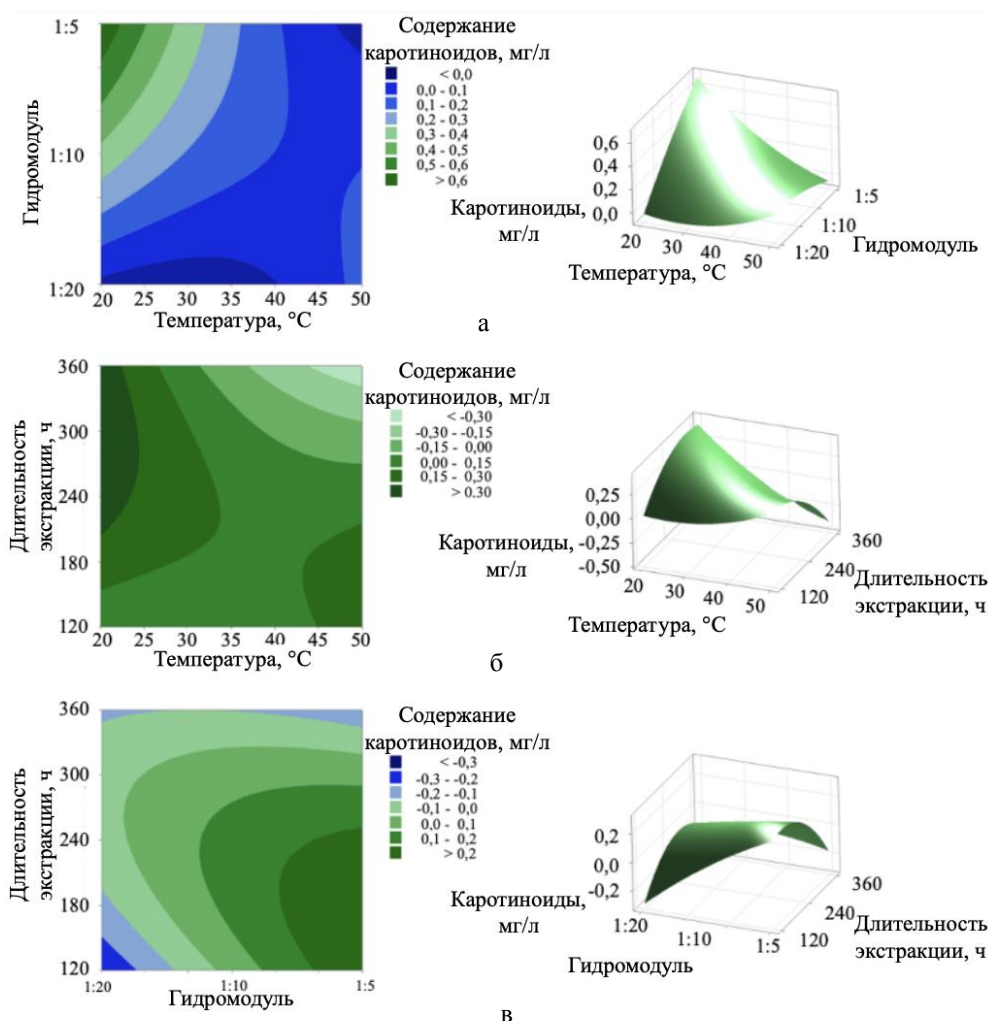 1:5
1:10
1:20
Гидромодуль
20 25 30 35 40 45 50
Температура, °C
Содержание
каротиноидов, мг/л
< 0,0
0,0 - 0,1
0,1 - 0,2
0,2 - 0,3
0,3 - 0,4
0,4 - 0,5
0,5 - 0,6
> 0,6
0,6
0,4
0,2
0,0
Каротиноиды,
мг/л
20 30 40 50
Температура, °C
1:5
1:10
1:20
Гидромодуль
а
360
300
240
180
120
Длительность
экстракции, ч
20 25 30 35 40 45 50
Температура, °C
Содержание
каротиноидов, мг/л
< -0,30
-0,30 - -0,15
-0,15 - 0,00
0,00 - 0,15
0,15 - 0,30
> 0.30
0,25
0,00
-0,25
-0,50
Каротиноиды,
мг/л
20 30 40 50
Температура, °C
360
240
120
Длительность
экстракции, ч
б
360
300
240
180
120
Длительность
экстракции, ч
1:20 1:10 1:5
Гидромодуль
Содержание
каротиноидов, мг/л
< -0,3
-0,3 - -0,2
-0,2 - -0,1
-0,1 - 0,0
0,0 - 0,1
0,1 - 0,2
> 0,2
0,2
0,0
-0,2
Каротиноиды,
мг/л
1:20 1:10 1:5
Гидромодуль
360
240
120
Длительность
экстракции, ч
в